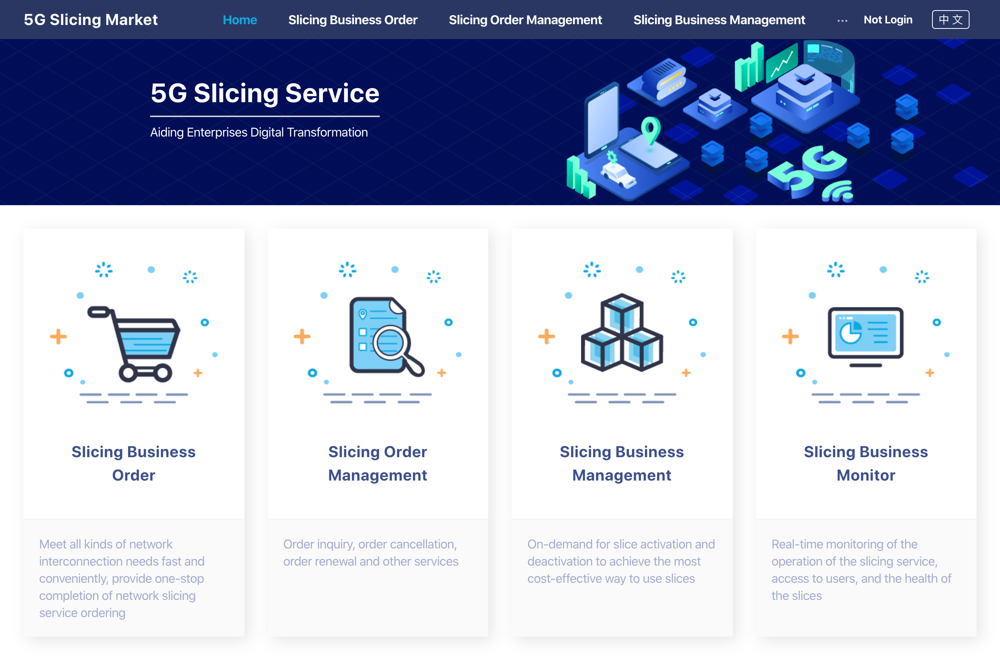 5G Slicing Market
Home
Slicing Business Order
Slicing Order Management
Slicing Business Management
···
Not Login
中文
5G Slicing Service
Aiding Enterprises Digital Transformation
5G
Slicing Business
Order
Meet all kinds of network
interconnection needs fast and
conveniently, provide one-stop
completion of network slicing
service ordering
Slicing Order
Management
Order inquiry, order cancellation,
order renewal and other services
Slicing Business
Management
On-demand for slice activation and
deactivation to achieve the most
cost-effective way to use slices
Slicing Business
Monitor
Real-time monitoring of the
operation of the slicing service,
access to users, and the health of
the slices